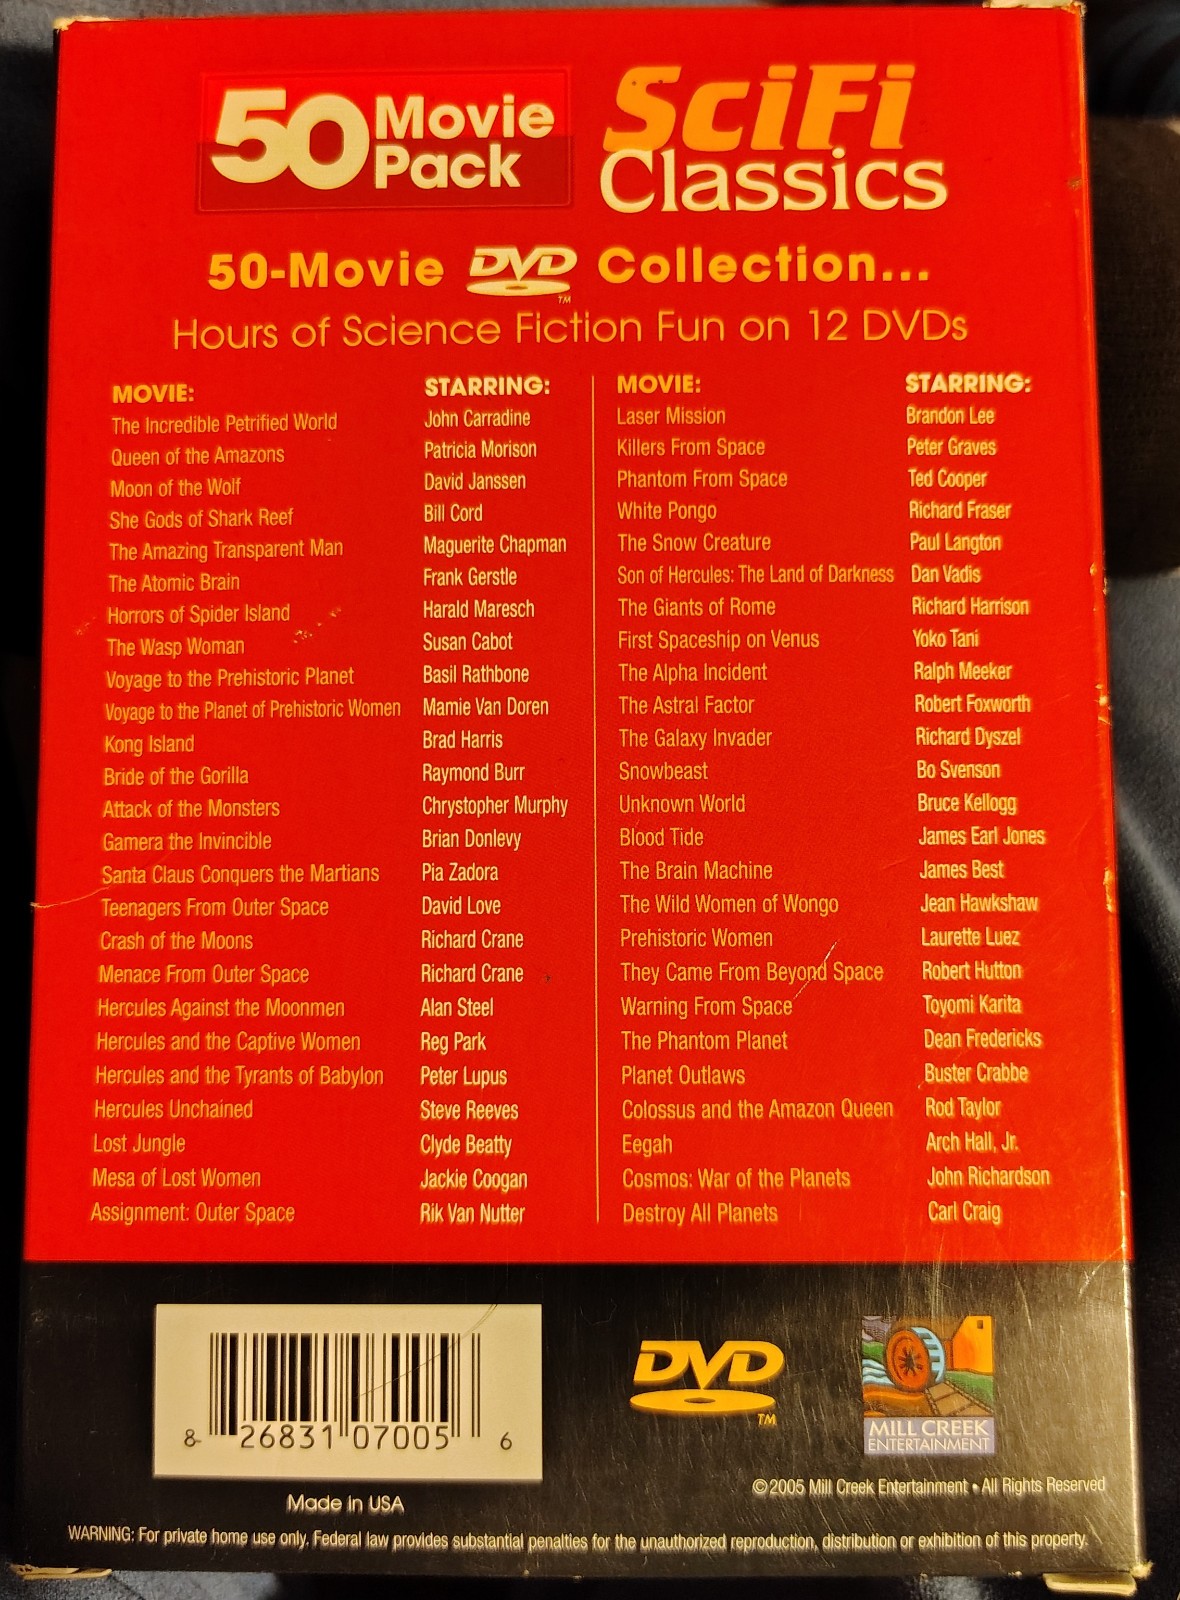 50 Movie Pack
SciFi Classics
50-Movie DVD Collection...
TM
Hours of Science Fiction Fun on 12 DVDs
MOVIE: STARRING:
The Incredible Petrified World John Carradine
Queen of the Amazons Patricia Morison
Moon of the Wolf David Janssen
She Gods of Shark Reef Bill Cord
The Amazing Transparent Man Maguerite Chapman
The Atomic Brain Frank Gerstle
Horrors of Spider Island Harald Maresch
The Wasp Woman Susan Cabot
Voyage to the Prehistoric Planet Basil Rathbone
Voyage to the Planet of Prehistoric Women Mamie Van Doren
Kong Island Brad Harris
Bride of the Gorilla Raymond Burr
Attack of the Monsters Chrystopher Murphy
Gamera the Invincible Brian Donlevy
Santa Claus Conquers the Martians Pia Zadora
Teenagers From Outer Space David Love
Crash of the Moons Richard Crane
Menace From Outer Space Richard Crane
Hercules Against the Moonmen Alan Steel
Hercules and the Captive Women Reg Park
Hercules and the Tyrants of Babylon Peter Lupus
Hercules Unchained Steve Reeves
Lost Jungle Clyde Beatty
Mesa of Lost Women Jackie Coogan
Assignment: Outer Space Rik Van Nutter
MOVIE: STARRING:
Laser Mission Brandon Lee
Killers From Space Peter Graves
Phantom From Space Ted Cooper
White Pongo Richard Fraser
The Snow Creature Paul Langton
Son of Hercules: The Land of Darkness Dan Vadis
The Giants of Rome Richard Harrison
First Spaceship on Venus Yoko Tani
The Alpha Incident Ralph Meeker
The Astral Factor Robert Foxworth
The Galaxy Invader Richard Dyszel
Snowbeast Bo Svenson
Unknown World Bruce Kellogg
Blood Tide James Earl Jones
The Brain Machine James Best
The Wild Women of Wongo Jean Hawkshaw
Prehistoric Women Laurette Luez
They Came From Beyond Space Robert Hutton
Warning From Space Toyomi Karita
The Phantom Planet Dean Fredericks
Planet Outlaws Buster Crabbe
Colossus and the Amazon Queen Rod Taylor
Eegah Arch Hall, Jr.
Cosmos: War of the Planets John Richardson
Destroy All Planets Carl Craig
8 26831 07005 6
Made in USA
DVD
TM
MILL CREEK
ENTERTAINMENT
©2005 Mill Creek Entertainment • All Rights Reserved
WARNING: For private home use only. Federal law provides substantial penalties for the unauthorized reproduction, distribution or exhibition of this property.